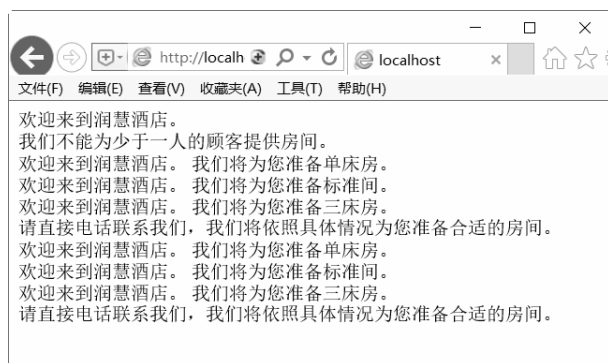 http://localh
localhost
文件(F) 编辑(E) 查看(V) 收藏夹(A) 工具(T) 帮助(H)
欢迎来到润慧酒店。
我们不能为少于一人的顾客提供房间。
欢迎来到润慧酒店。 我们将为您准备单床房。
欢迎来到润慧酒店。 我们将为您准备标准间。
欢迎来到润慧酒店。 我们将为您准备三床房。
请直接电话联系我们，我们将依照具体情况为您准备合适的房间。
欢迎来到润慧酒店。 我们将为您准备单床房。
欢迎来到润慧酒店。 我们将为您准备标准间。
欢迎来到润慧酒店。 我们将为您准备三床房。
请直接电话联系我们，我们将依照具体情况为您准备合适的房间。